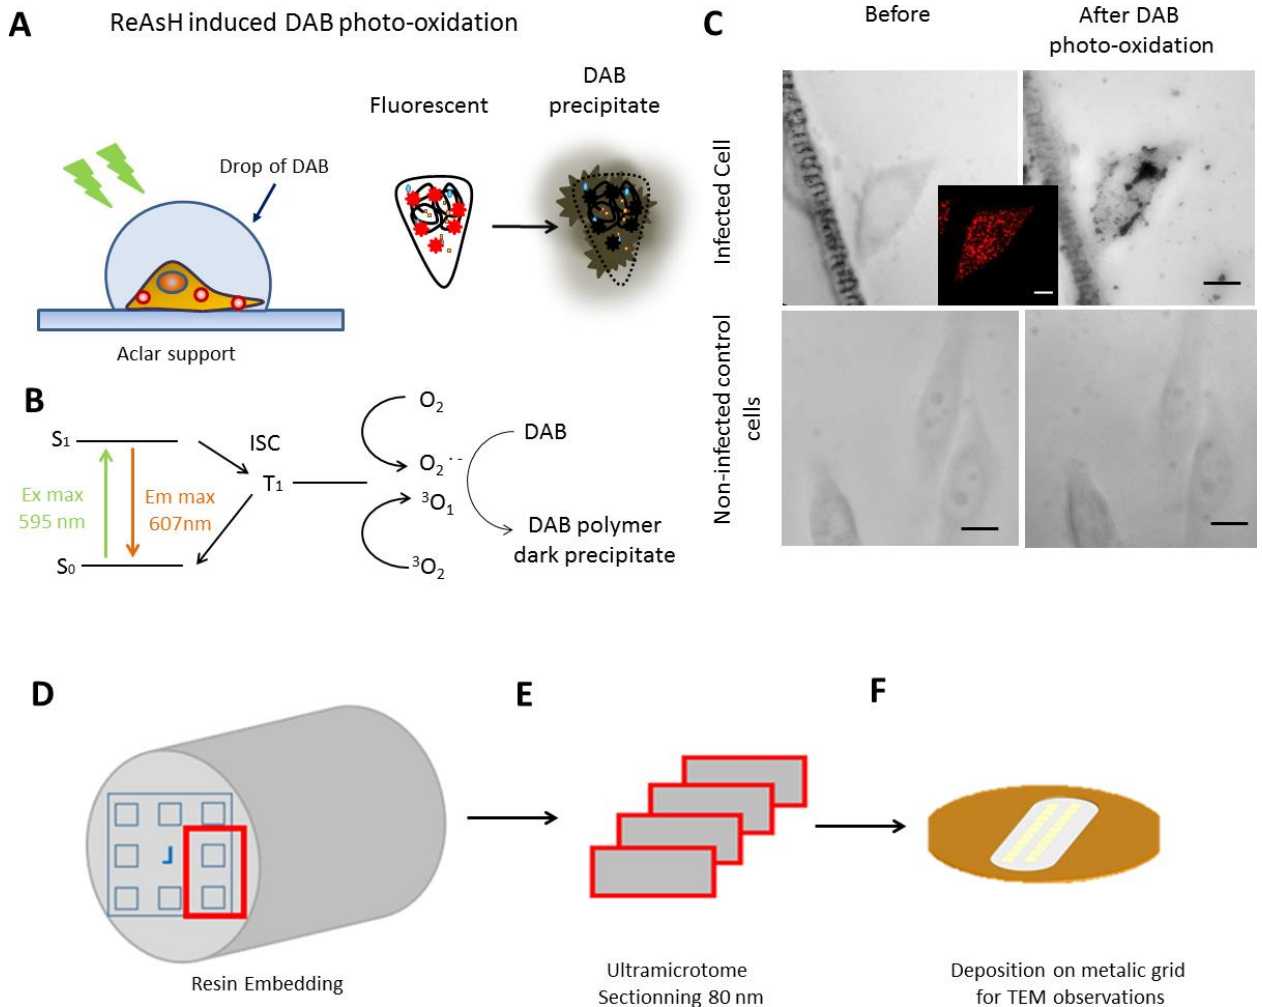 A
ReAsH induced DAB photo-oxidation
Fluorescent
DAB
precipitate
Drop of DAB
Aclar support
B
S1
ISC
T1
S0
Ex max
595 nm
Em max
607nm
O2
O2˙⁻
³O1
³O2
DAB
DAB polymer
dark precipitate
C
Before
After DAB
photo-oxidation
Infected Cell
Non-infected control
cells
D
Resin Embedding
E
Ultramicrotome
Sectionning 80 nm
F
Deposition on metalic grid
for TEM observations